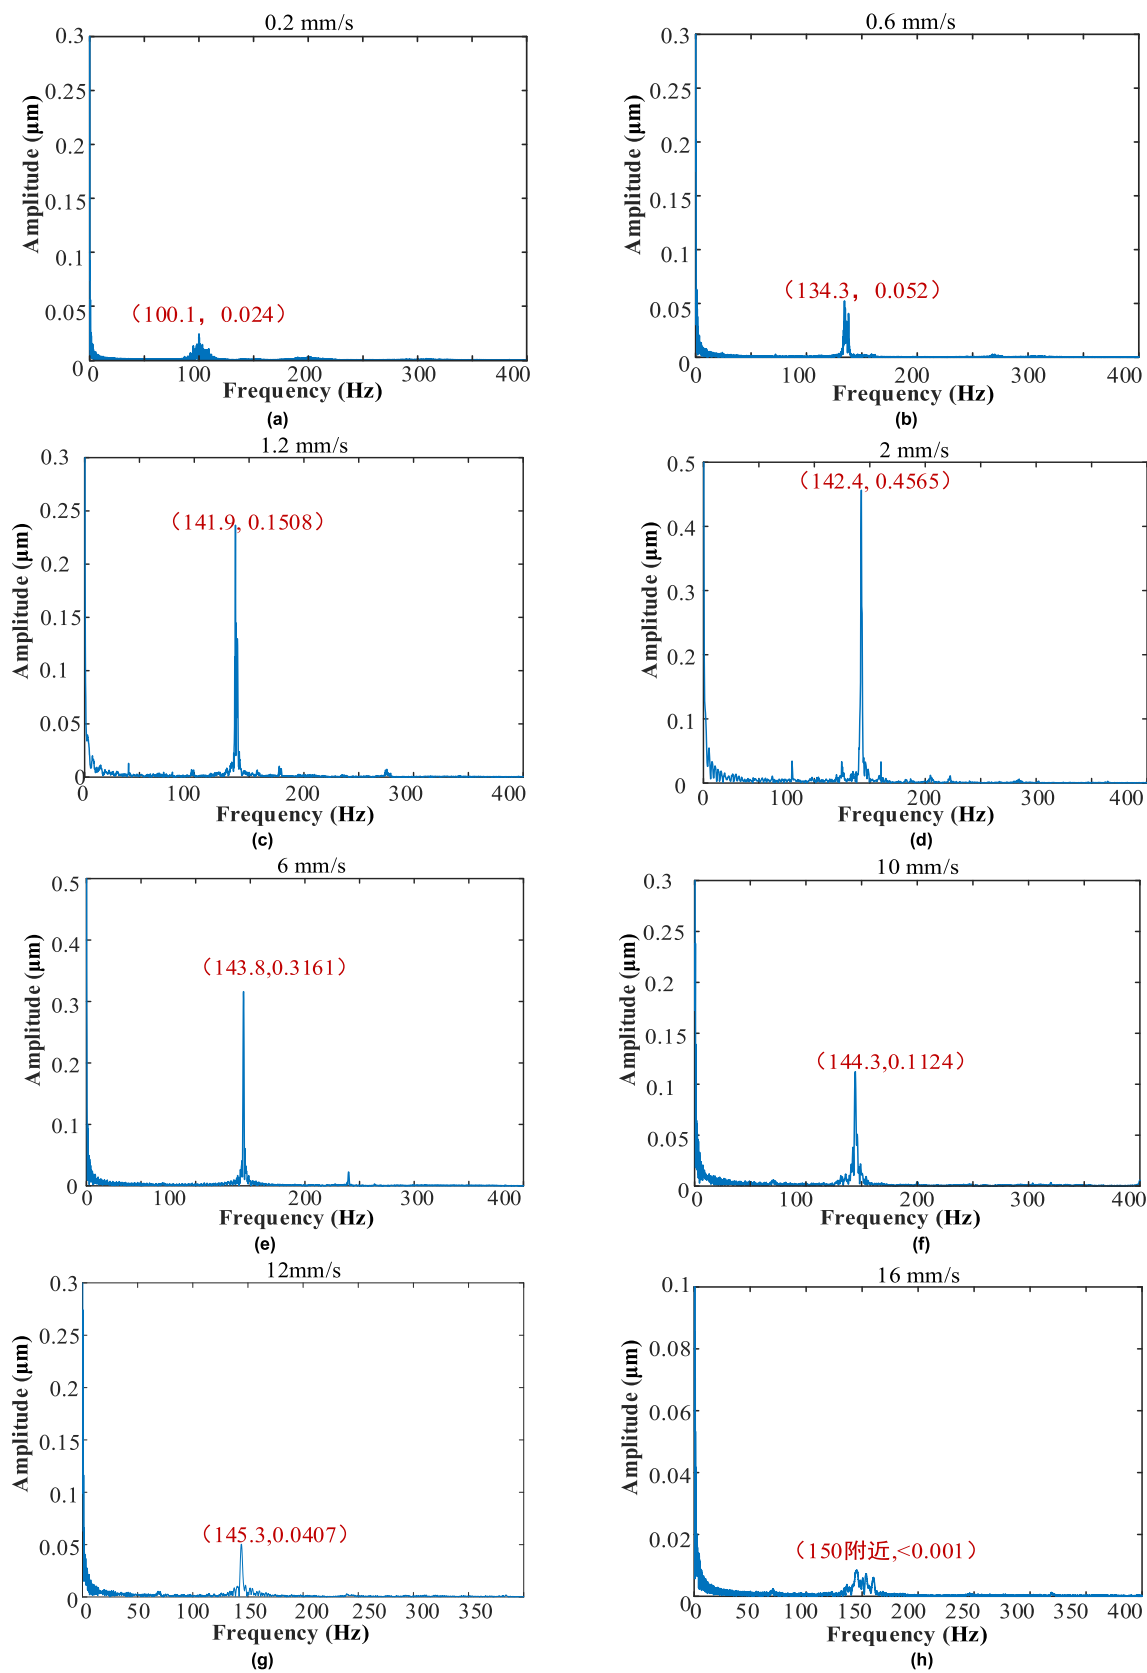 0.2 mm/s
0.3
0.25
0.2
0.15
0.1
0.05
0
Amplitude (μm)
（100.1，0.024）
0 100 200 300 400
Frequency (Hz)
(a)
0.6 mm/s
0.3
0.25
0.2
0.15
0.1
0.05
0
Amplitude (μm)
（134.3，0.052）
0 100 200 300 400
Frequency (Hz)
(b)
1.2 mm/s
0.3
0.25
0.2
0.15
0.1
0.05
0
Amplitude (μm)
（141.9, 0.1508）
0 100 200 300 400
Frequency (Hz)
(c)
2 mm/s
0.5
0.4
0.3
0.2
0.1
0
Amplitude (μm)
（142.4, 0.4565）
0 100 200 300 400
Frequency (Hz)
(d)
6 mm/s
0.5
0.4
0.3
0.2
0.1
0
Amplitude (μm)
（143.8,0.3161）
0 100 200 300 400
Frequency (Hz)
(e)
10 mm/s
0.3
0.25
0.2
0.15
0.1
0.05
0
Amplitude (μm)
（144.3,0.1124）
0 100 200 300 400
Frequency (Hz)
(f)
12mm/s
0.3
0.25
0.2
0.15
0.1
0.05
0
Amplitude (μm)
（145.3,0.0407）
0 50 100 150 200 250 300 350
Frequency (Hz)
(g)
16 mm/s
0.1
0.08
0.06
0.04
0.02
0
Amplitude (μm)
（150附近,<0.001）
0 50 100 150 200 250 300 350 400
Frequency (Hz)
(h)